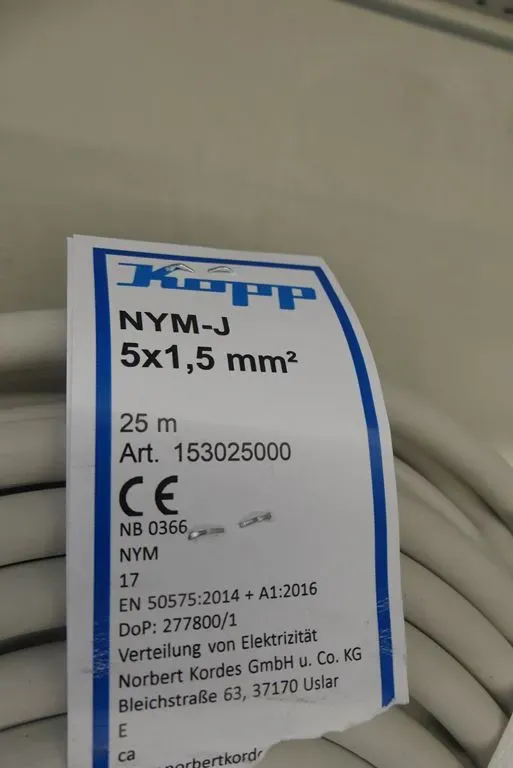 Kopp
NYM-J
5x1,5 mm²
25 m
Art. 153025000
CE
NB 0366
NYM
17
EN 50575:2014 + A1:2016
DoP: 277800/1
Verteilung von Elektrizität
Norbert Kordes GmbH u. Co. KG
Bleichstraße 63, 37170 Uslar
E
ca